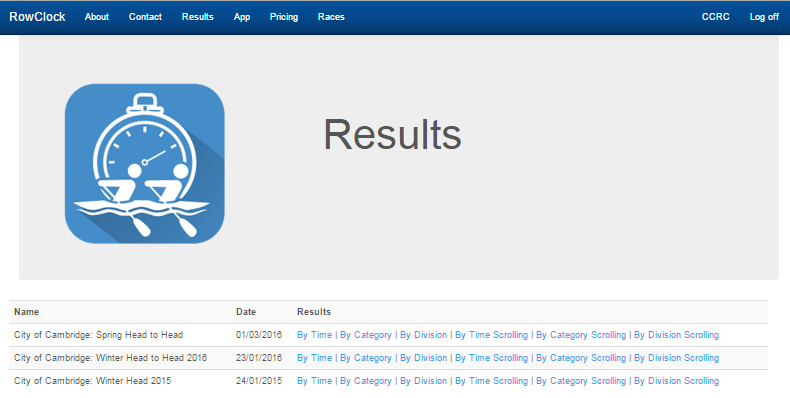 RowClock About Contact Results App Pricing Races CCRC Log off
Results
Name Date Results
City of Cambridge: Spring Head to Head 01/03/2016 By Time | By Category | By Division | By Time Scrolling | By Category Scrolling | By Division Scrolling
City of Cambridge: Winter Head to Head 2016 23/01/2016 By Time | By Category | By Division | By Time Scrolling | By Category Scrolling | By Division Scrolling
City of Cambridge: Winter Head 2015 24/01/2015 By Time | By Category | By Division | By Time Scrolling | By Category Scrolling | By Division Scrolling